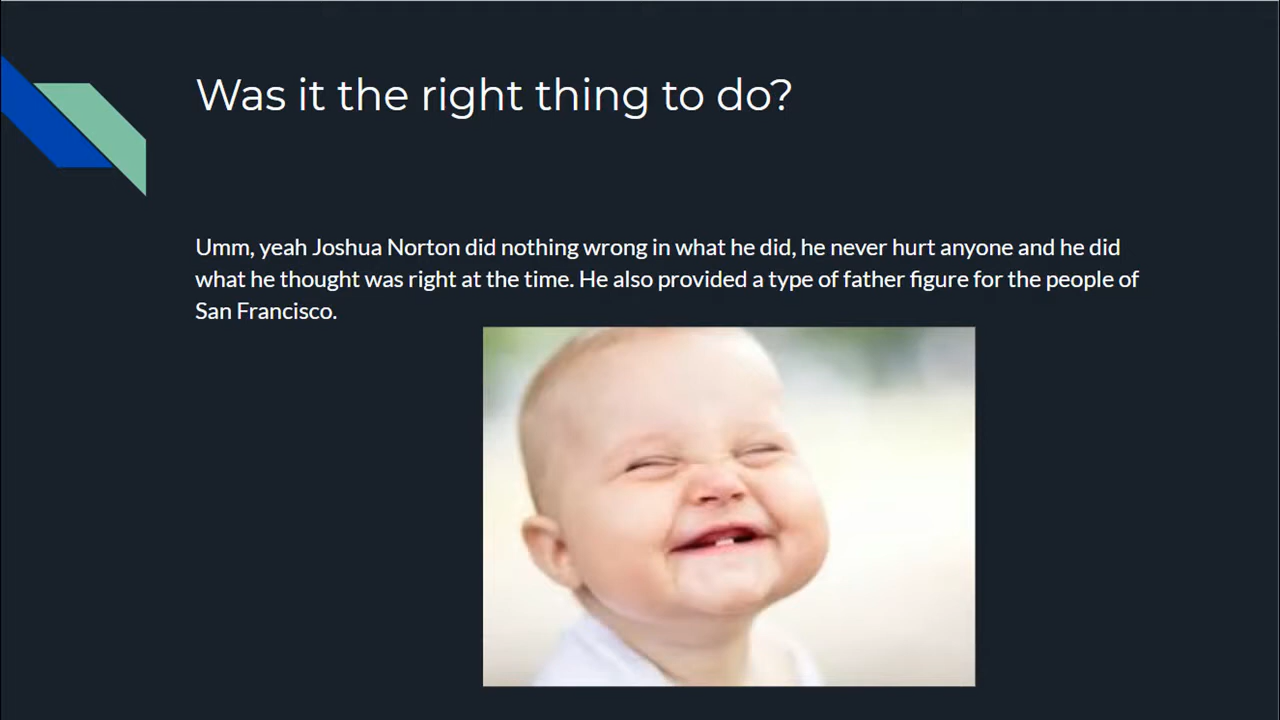 Was it the right thing to do?
Umm, yeah Joshua Norton did nothing wrong in what he did, he never hurt anyone and he did
what he thought was right at the time. He also provided a type of father figure for the people of
San Francisco.